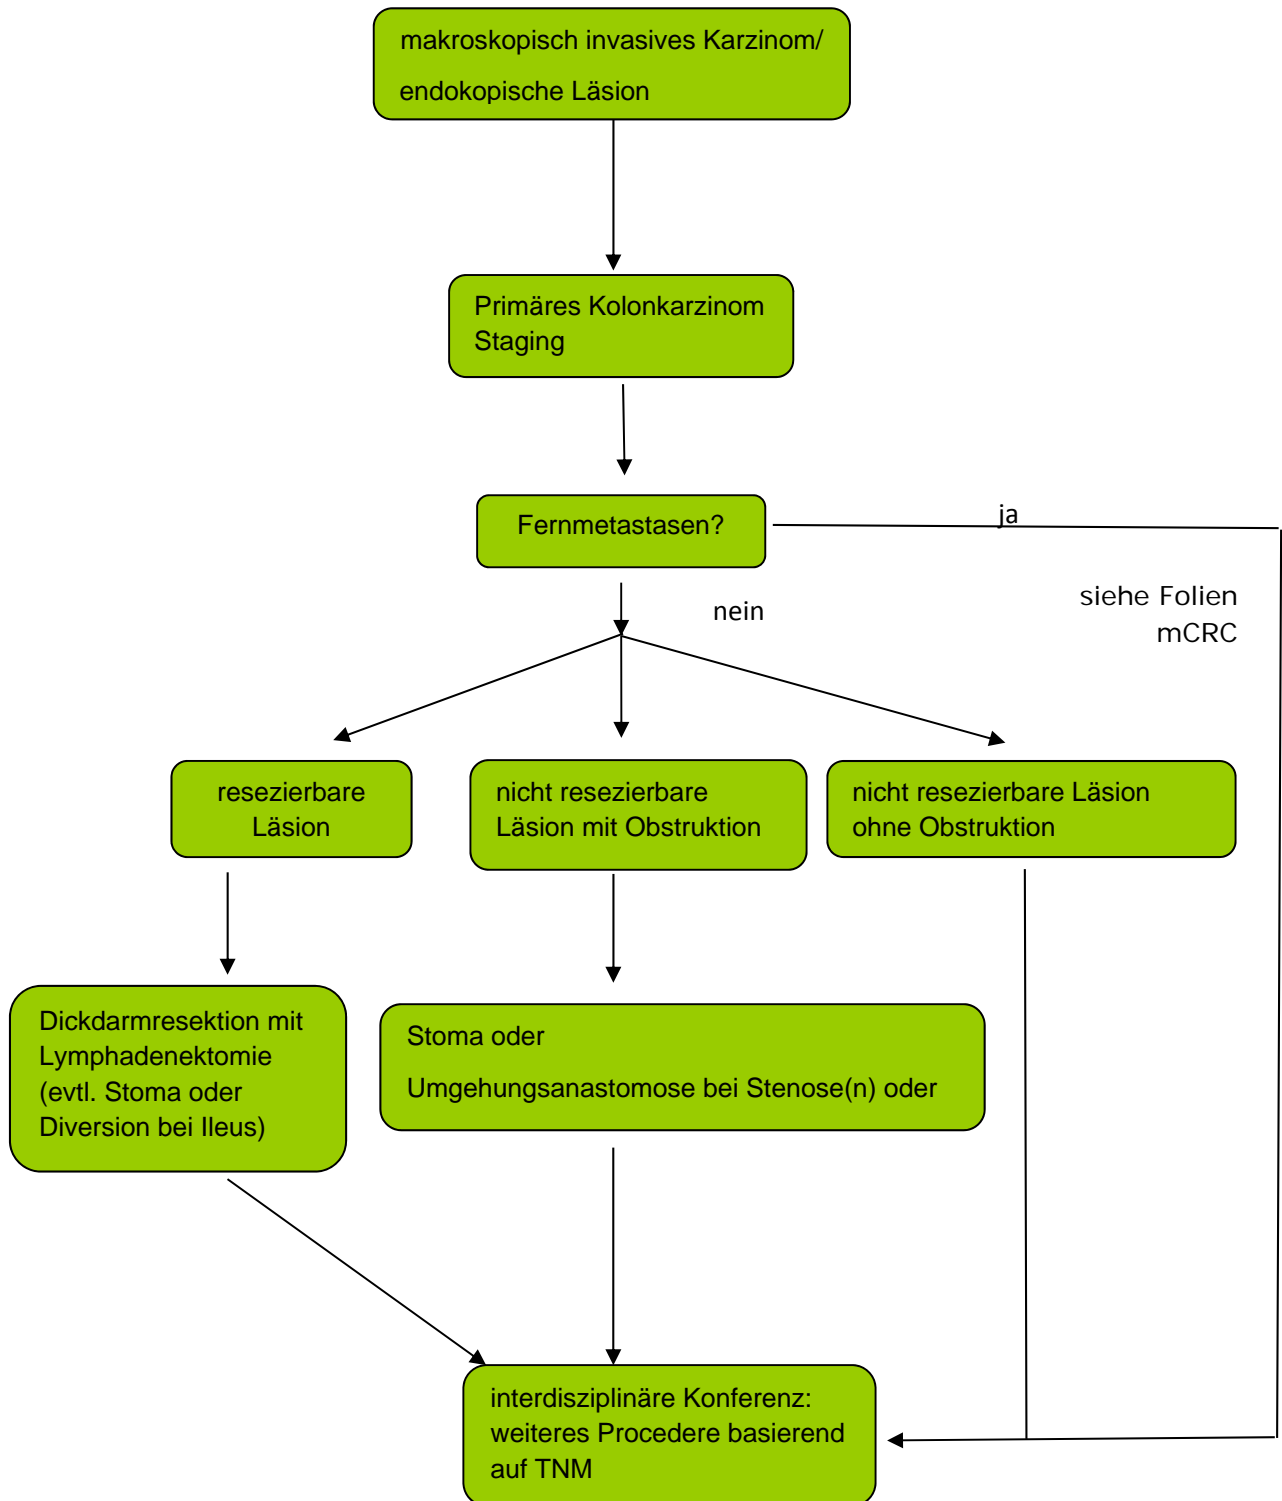 makroskopisch invasives Karzinom/
endokopische Läsion
Primäres Kolonkarzinom
Staging
Fernmetastasen?
ja
nein
siehe Folien
mCRC
resezierbare
Läsion
nicht resezierbare
Läsion mit Obstruktion
nicht resezierbare Läsion
ohne Obstruktion
Dickdarmresektion mit
Lymphadenektomie
(evtl. Stoma oder
Diversion bei Ileus)
Stoma oder
Umgehungsanastomose bei Stenose(n) oder
interdisziplinäre Konferenz:
weiteres Procedere basierend
auf TNM